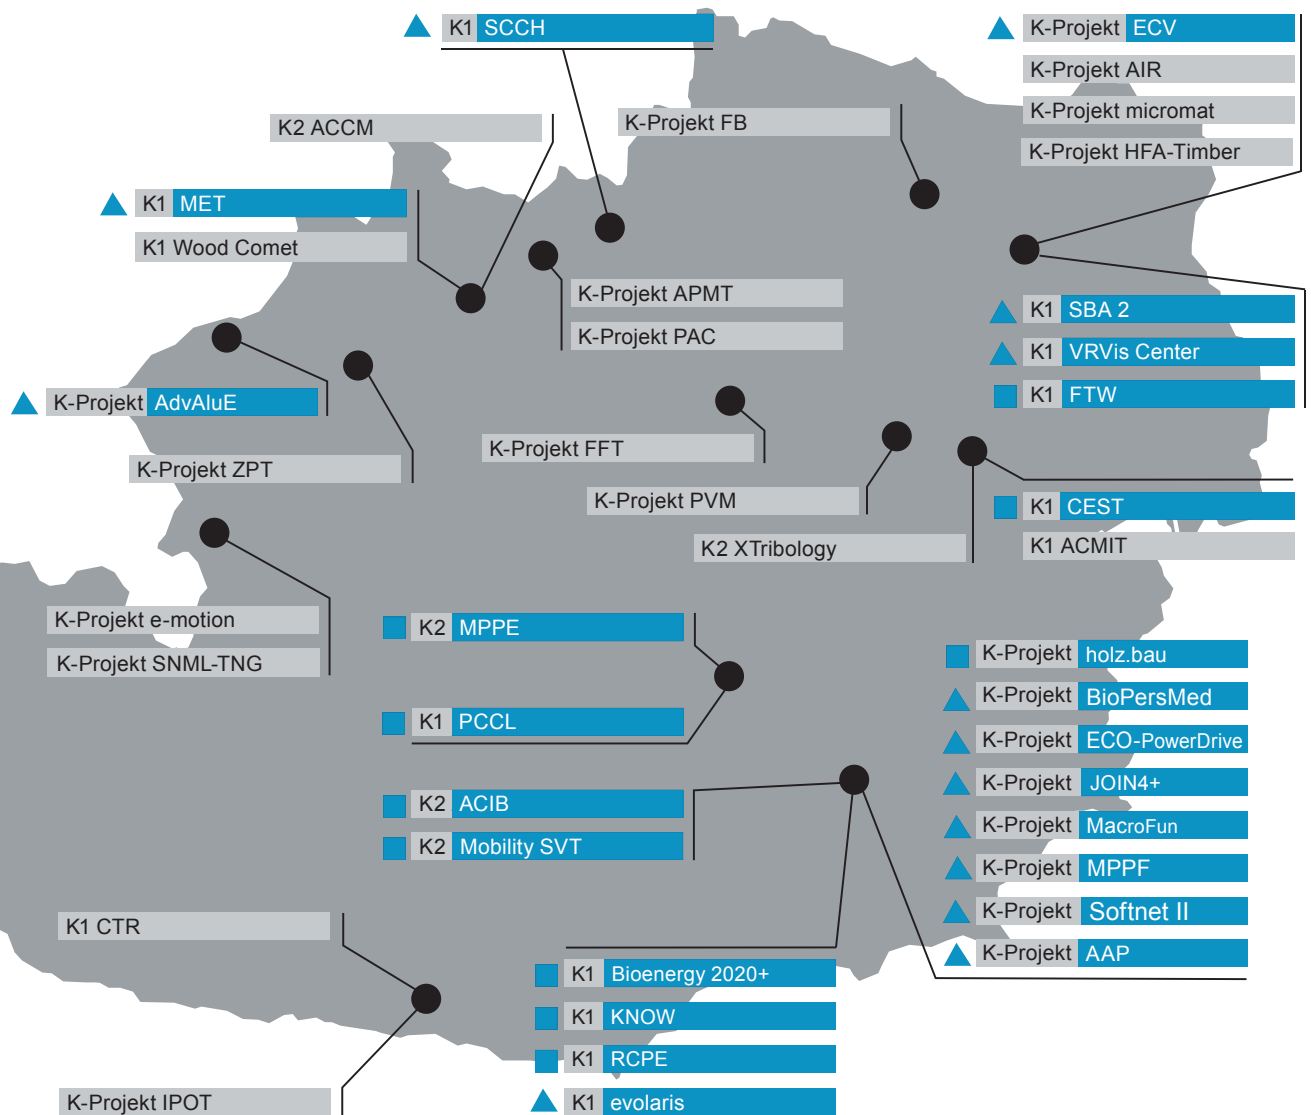 K1 SCCH
K-Projekt ECV
K-Projekt AIR
K-Projekt micromat
K-Projekt HFA-Timber
K2 ACCM
K-Projekt FB
K1 MET
K1 Wood Comet
K-Projekt APMT
K-Projekt PAC
K1 SBA 2
K1 VRVis Center
K1 FTW
K-Projekt AdvAluE
K-Projekt ZPT
K-Projekt FFT
K-Projekt PVM
K2 XTribology
K1 CEST
K1 ACMIT
K-Projekt e-motion
K-Projekt SNML-TNG
K2 MPPE
K1 PCCL
K2 ACIB
K2 Mobility SVT
K-Projekt holz.bau
K-Projekt BioPersMed
K-Projekt ECO-PowerDrive
K-Projekt JOIN4+
K-Projekt MacroFun
K-Projekt MPPF
K-Projekt Softnet II
K-Projekt AAP
K1 CTR
K-Projekt IPOT
K1 Bioenergy 2020+
K1 KNOW
K1 RCPE
K1 evolaris